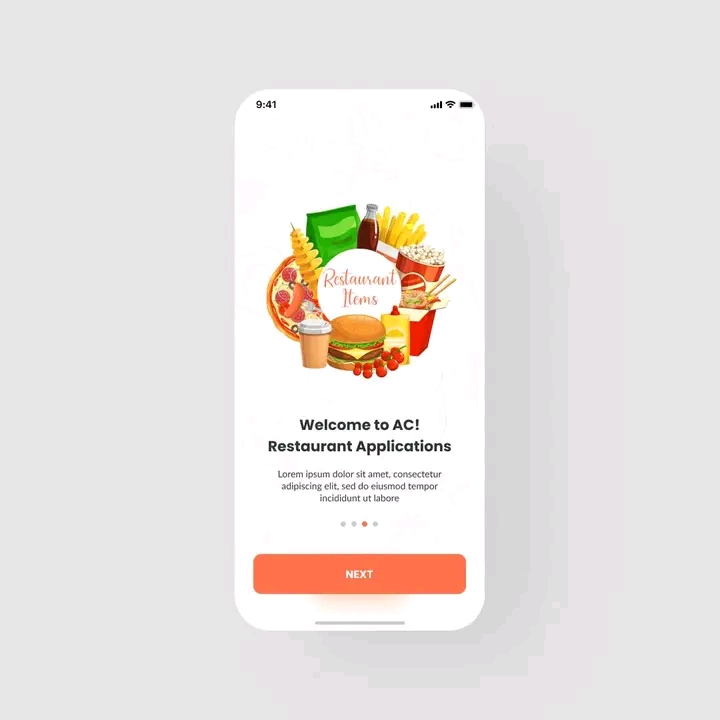 9:41
Restaurant
Items
Welcome to AC!
Restaurant Applications
Lorem ipsum dolor sit amet, consectetur
adipiscing elit, sed do eiusmod tempor
incididunt ut labore
NEXT